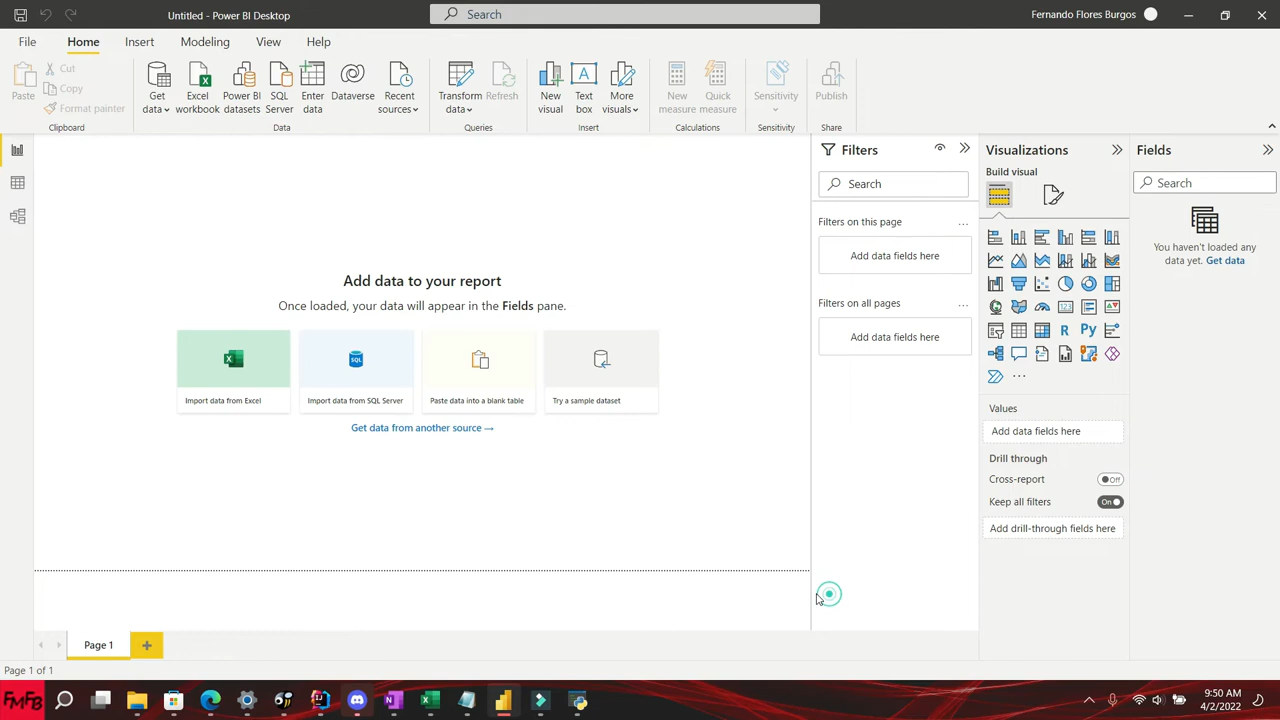 Untitled - Power BI Desktop
Search
Fernando Flores Burgos
File Home Insert Modeling View Help
Paste
Cut
Copy
Format painter
Clipboard
Get data
Excel workbook
Power BI datasets
SQL Server
Enter data
Dataverse
Recent sources
Data
Transform data
Refresh
Queries
New visual
Text box
More visuals
Insert
New measure
Quick measure
Calculations
Sensitivity
Sensitivity
Publish
Share
Add data to your report
Once loaded, your data will appear in the Fields pane.
Import data from Excel
Import data from SQL Server
Paste data into a blank table
Try a sample dataset
Get data from another source →
Filters
Search
Filters on this page ...
Add data fields here
Filters on all pages ...
Add data fields here
Visualizations
Build visual
R
Py
...
Values
Add data fields here
Drill through
Cross-report
Off
Keep all filters
On
Add drill-through fields here
Fields
Search
You haven't loaded any
data yet. Get data
Page 1
Page 1 of 1
FMFB
9:50 AM
4/2/2022